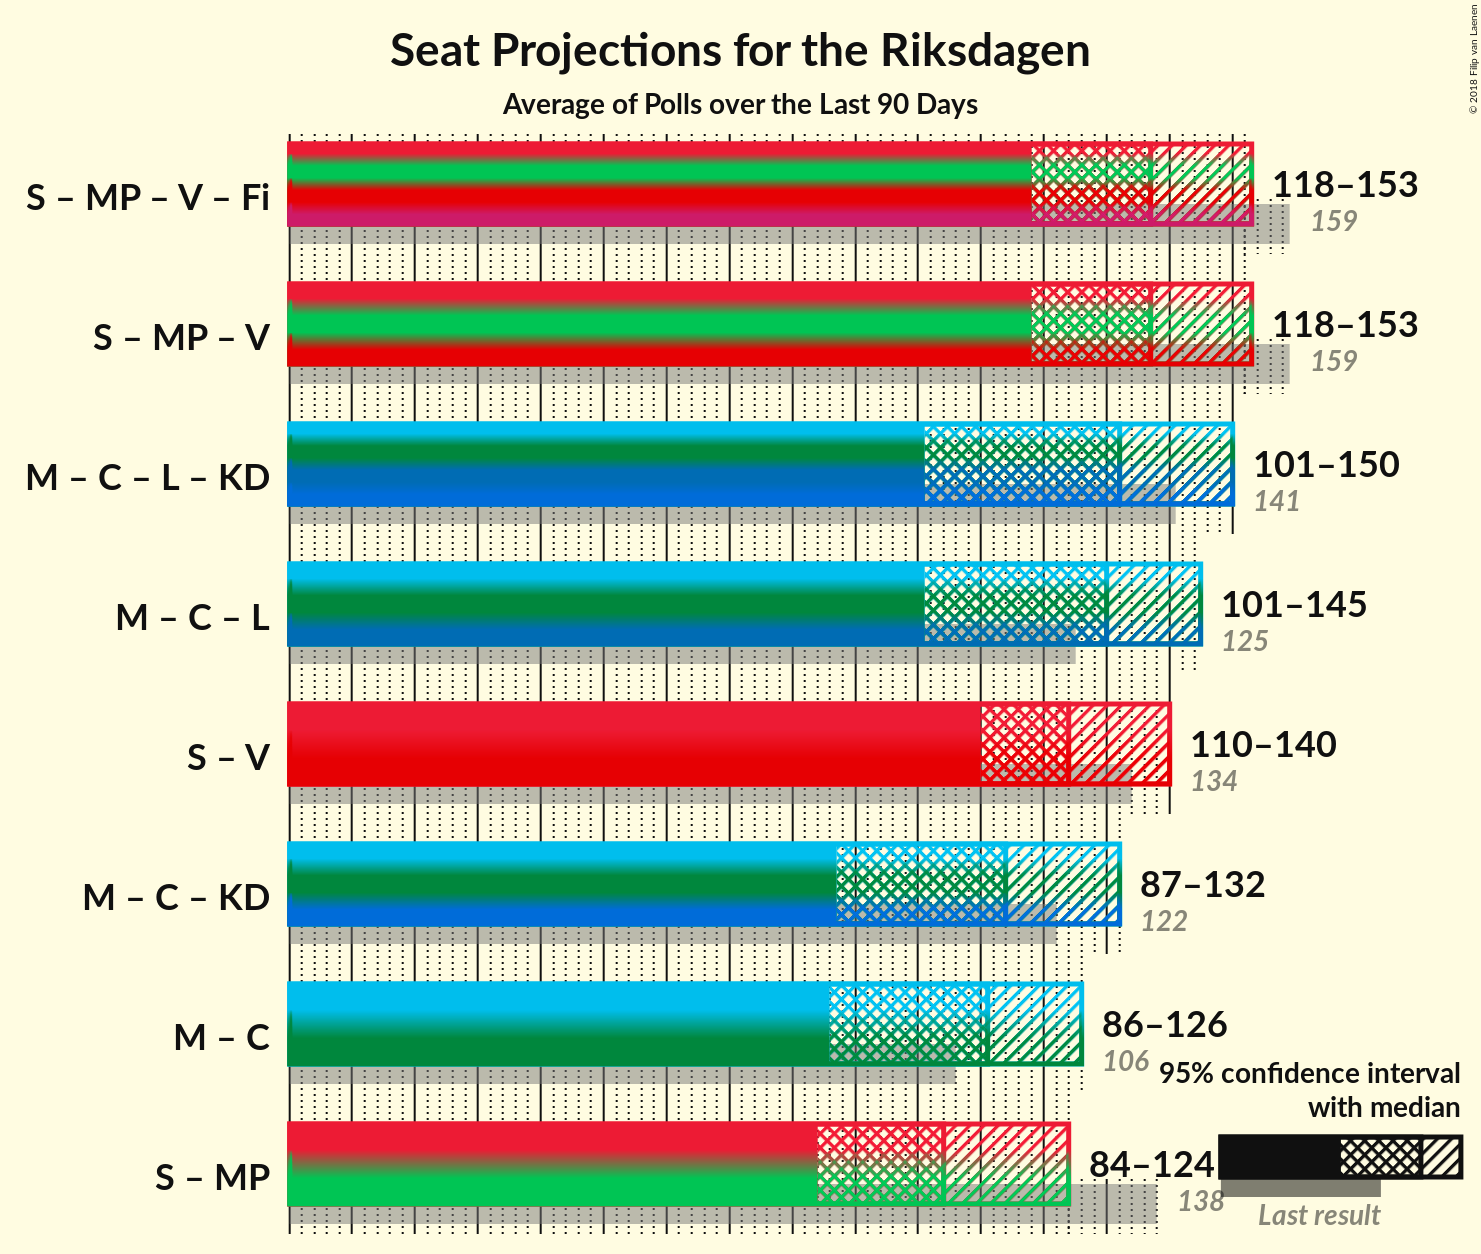 Seat Projections for the Riksdagen
Average of Polls over the Last 90 Days
© 2018 Filip van Laenen
S – MP – V – Fi
118–153
159
S – MP – V
118–153
159
M – C – L – KD
101–150
141
M – C – L
101–145
125
S – V
110–140
134
M – C – KD
87–132
122
M – C
86–126
106
S – MP
84–124
138
95% confidence interval
with median
Last result